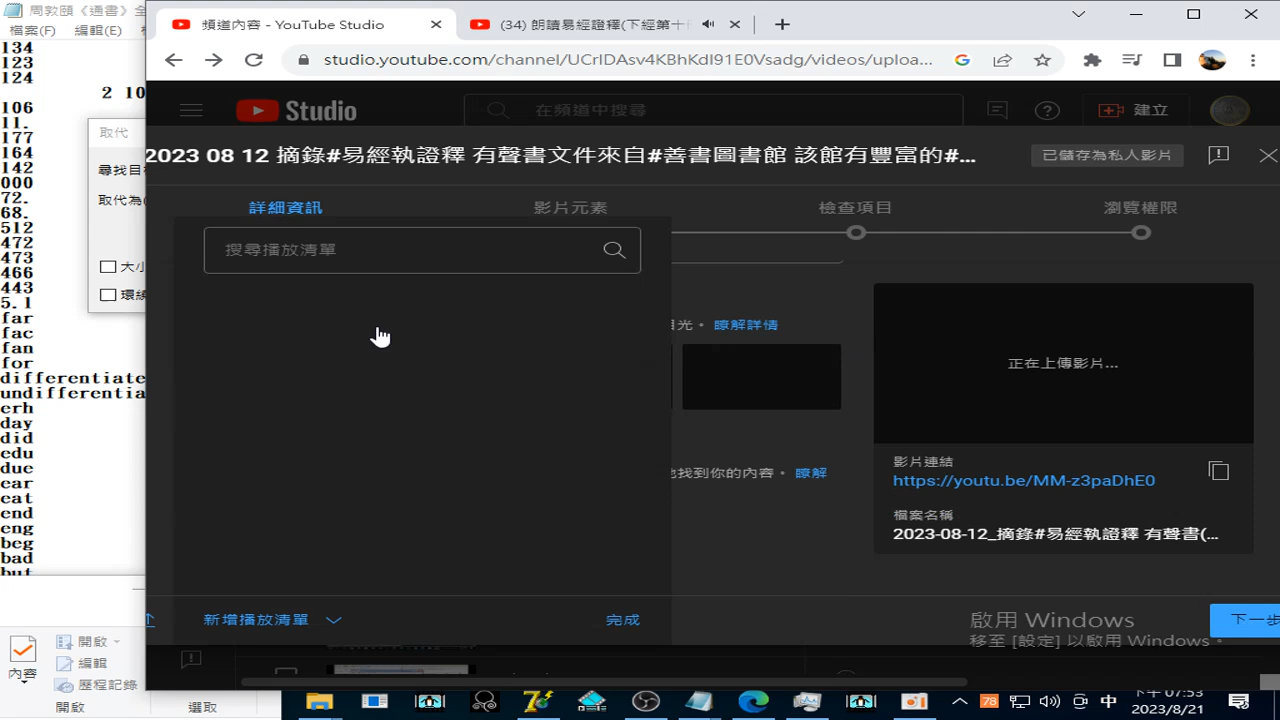 周敦頤《通書》全
檔案(F) 編輯(E)
134
123
124
2 10
106
11.
177
164
142
000
72.
68.
512
472
473
466
443
5. 1
far
fac
fan
for
differentiate
undifferentia
erh
day
did
edu
due
ear
eat
end
eng
beg
bad
but
取代
尋找目標
取代為(
大小
環繞
內容
開啟
編輯
歷程記錄
開啟
選取
頻道內容 - YouTube Studio
(34) 朗讀易經證釋(下經第十
studio.youtube.com/channel/UCrIDAsv4KBhKdI91E0Vsadg/videos/uploa...
Studio
在頻道中搜尋
建立
2023 08 12 摘錄#易經執證釋 有聲書文件來自#善書圖書館 該館有豐富的#...
已儲存為私人影片
詳細資訊
影片元素
檢查項目
瀏覽權限
搜尋播放清單
目光。瞭解詳情
正在上傳影片...
也找到你的內容。瞭解
影片連結
https://youtu.be/MM-z3paDhE0
檔案名稱
2023-08-12_摘錄#易經執證釋 有聲書(...
新增播放清單
完成
下一步
啟用 Windows
移至 [設定] 以啟用 Windows。
78
中
下午 07:53
2023/8/21